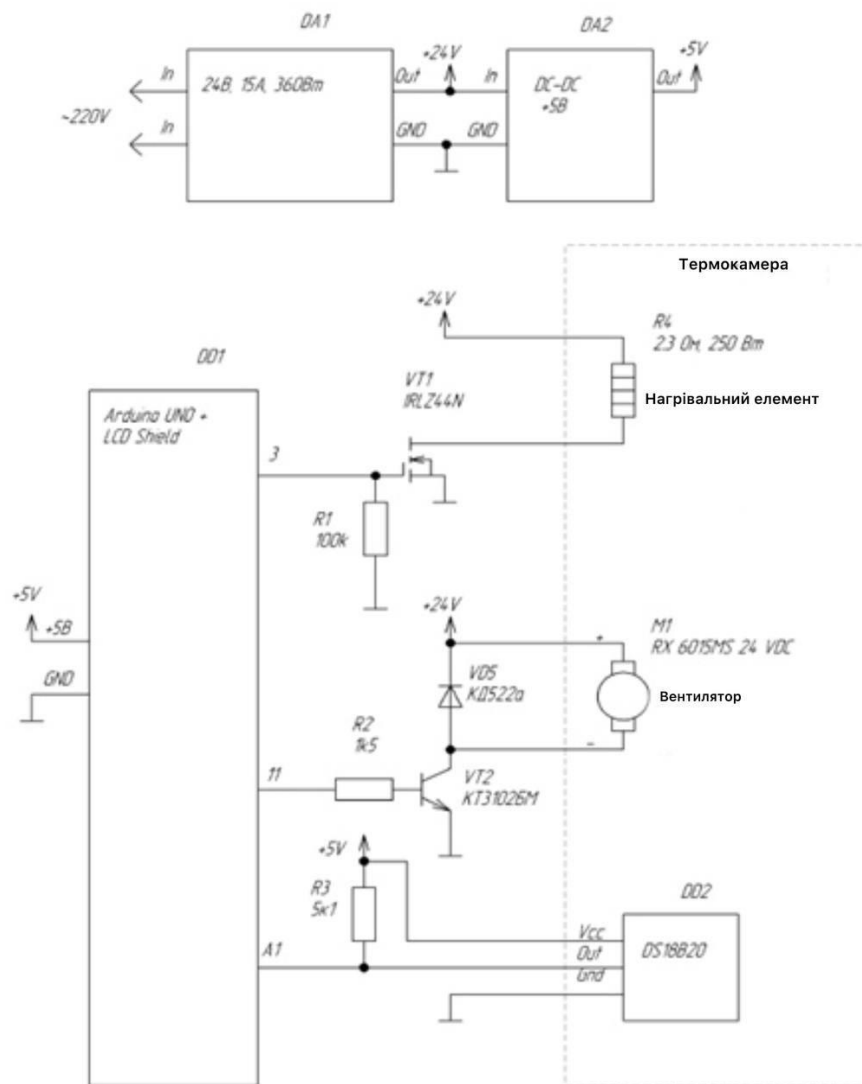 DA1
DA2
+24V
+5V
In
Out
In
Out
24В, 15А, 360Вт
DC-DC
+5В
~220V
In
GND
GND
Термокамера
+24V
R4
2.3 Ом, 250 Вт
DD1
VT1
IRLZ44N
Нагрівальний елемент
Arduino UNO +
LCD Shield
3
R1
100k
+5V
+5В
+24V
M1
RX 6015MS 24 VDC
+
GND
VD5
КД522а
Вентилятор
R2
1k5
-
11
VT2
КТ3102БМ
+5V
R3
5k1
DD2
Vcc
A1
Out
DS18B20
Gnd